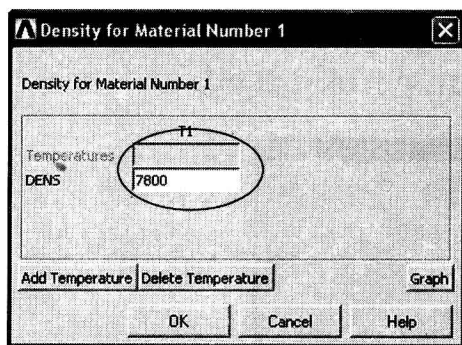 Density for Material Number 1
Density for Material Number 1
T1
Temperatures
DENS 7800
Add Temperature Delete Temperature Graph
OK Cancel Help